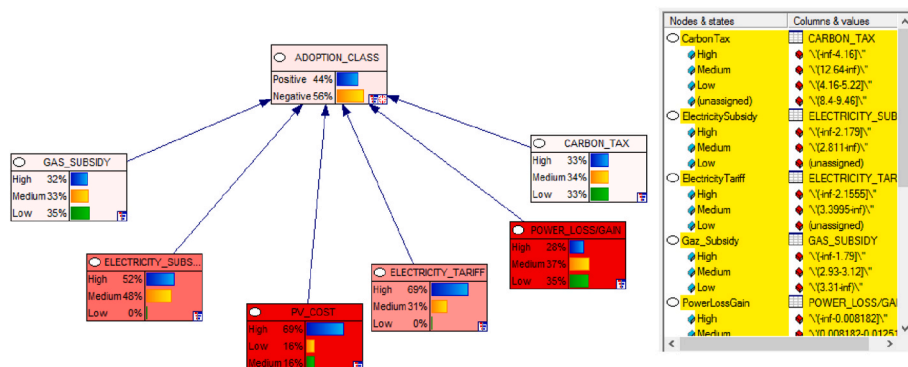 ADOPTION_CLASS
Positive 44%
Negative 56%
GAS_SUBSIDY
High 32%
Medium 33%
Low 35%
CARBON_TAX
High 33%
Medium 34%
Low 33%
ELECTRICITY_SUBS...
High 52%
Medium 48%
Low 0%
PV_COST
High 69%
Low 16%
Medium 16%
ELECTRICITY_TARIFF
High 69%
Medium 31%
Low 0%
POWER_LOSS/GAIN
High 28%
Medium 37%
Low 35%
Nodes & states Columns & values
CarbonTax CARBON_TAX
High \'(-inf-4.16]\"
Medium \'(12.64-inf)\"
Low \'(4.16-5.22]\"
(unassigned) \'(8.4-9.46]\"
ElectricitySubsidy ELECTRICITY_SUB
High \'(-inf-2.179]\"
Medium \'(2.811-inf)\"
Low (unassigned)
ElectricityTariff ELECTRICITY_TAR
High \'(-inf-2.1555]\"
Medium \'(3.3995-inf)\"
Low (unassigned)
Gaz_Subsidy GAS_SUBSIDY
High \'(-inf-1.79]\"
Medium \'(2.93-3.12]\"
Low \'(3.31-inf)\"
PowerLossGain POWER_LOSS/GAI
High \'(-inf-0.008182]\"
Medium \'(0.008182-0.01251